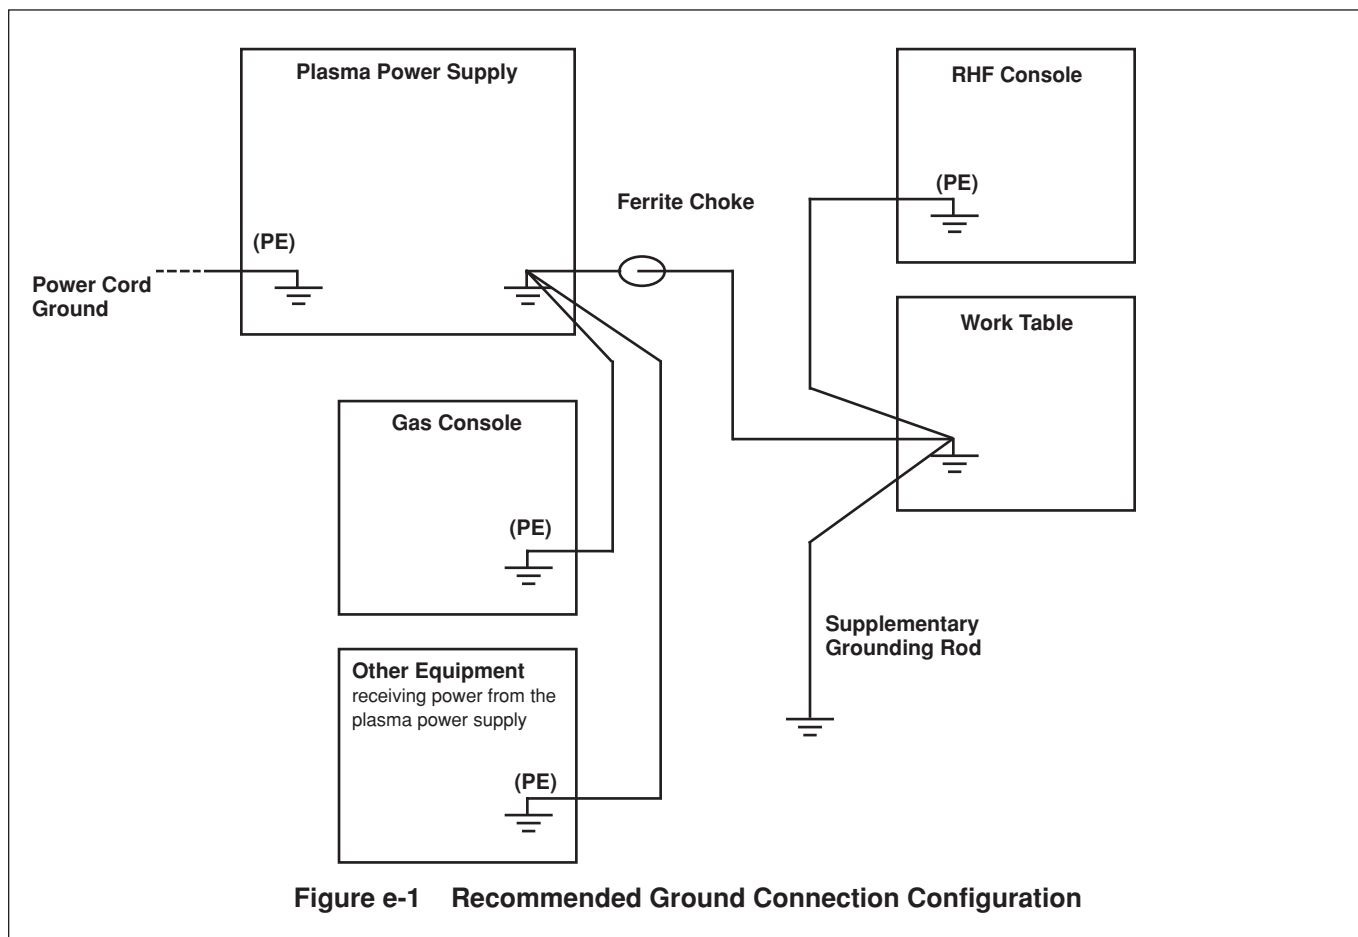 Plasma Power Supply
RHF Console
(PE)
Ferrite Choke
(PE)
Power Cord
Ground
Work Table
Gas Console
(PE)
Supplementary
Grounding Rod
Other Equipment
receiving power from the
plasma power supply
(PE)
Figure e-1 Recommended Ground Connection Configuration